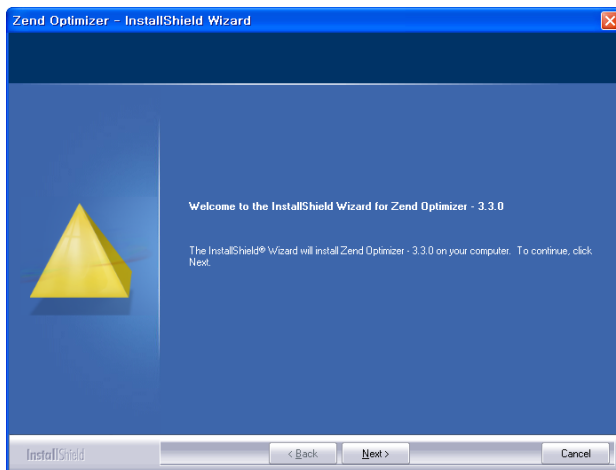 Zend Optimizer - InstallShield Wizard
Welcome to the InstallShield Wizard for Zend Optimizer - 3.3.0
The InstallShield® Wizard will install Zend Optimizer - 3.3.0 on your computer. To continue, click
Next.
InstallShield
< Back
Next >
Cancel